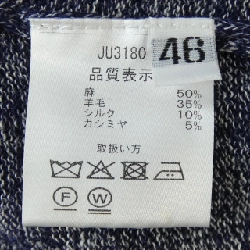 JU3180 46
品質表示
麻 50%
羊毛 35%
シルク 10%
カシミヤ 5%
取扱い方
F W